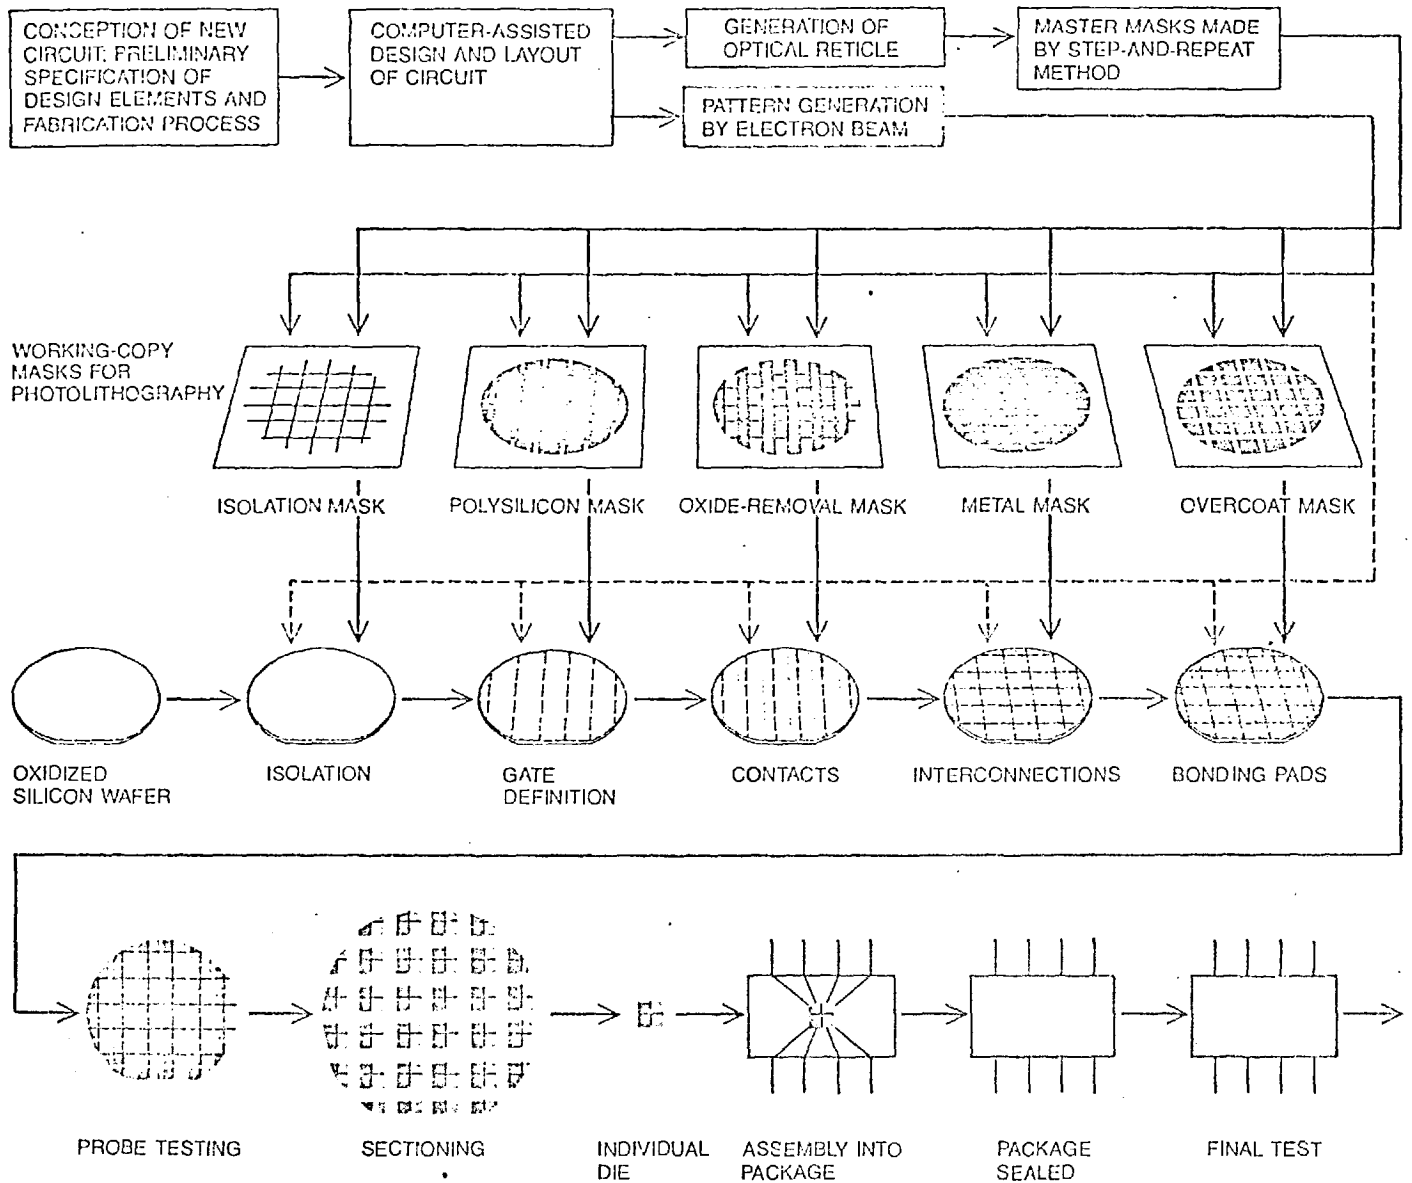 CONCEPTION OF NEW
CIRCUIT: PRELIMINARY
SPECIFICATION OF
DESIGN ELEMENTS AND
FABRICATION PROCESS
COMPUTER-ASSISTED
DESIGN AND LAYOUT
OF CIRCUIT
GENERATION OF
OPTICAL RETICLE
MASTER MASKS MADE
BY STEP-AND-REPEAT
METHOD
PATTERN GENERATION
BY ELECTRON BEAM
WORKING-COPY
MASKS FOR
PHOTOLITHOGRAPHY
ISOLATION MASK
POLYSILICON MASK
OXIDE-REMOVAL MASK
METAL MASK
OVERCOAT MASK
OXIDIZED
SILICON WAFER
ISOLATION
GATE
DEFINITION
CONTACTS
INTERCONNECTIONS
BONDING PADS
PROBE TESTING
SECTIONING
INDIVIDUAL
DIE
ASSEMBLY INTO
PACKAGE
PACKAGE
SEALED
FINAL TEST